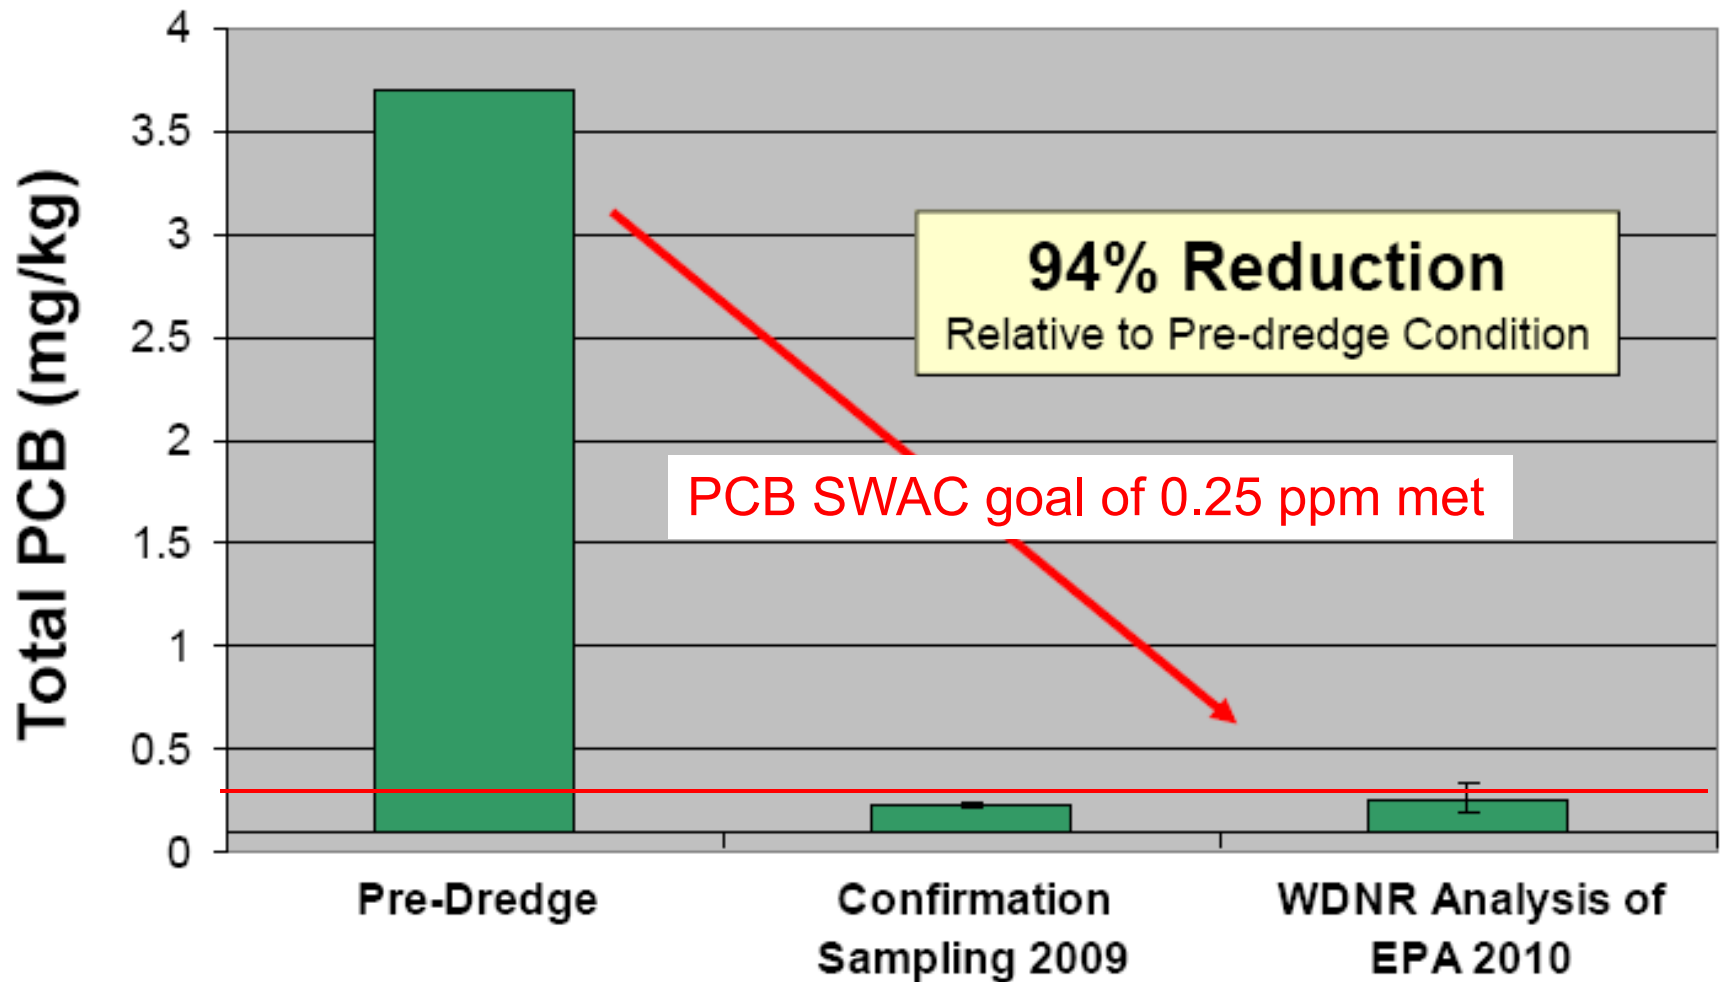 Total PCB (mg/kg)
4
3.5
3
2.5
2
1.5
1
0.5
0
94% Reduction
Relative to Pre-dredge Condition
PCB SWAC goal of 0.25 ppm met
Pre-Dredge
Confirmation
Sampling 2009
WDNR Analysis of
EPA 2010